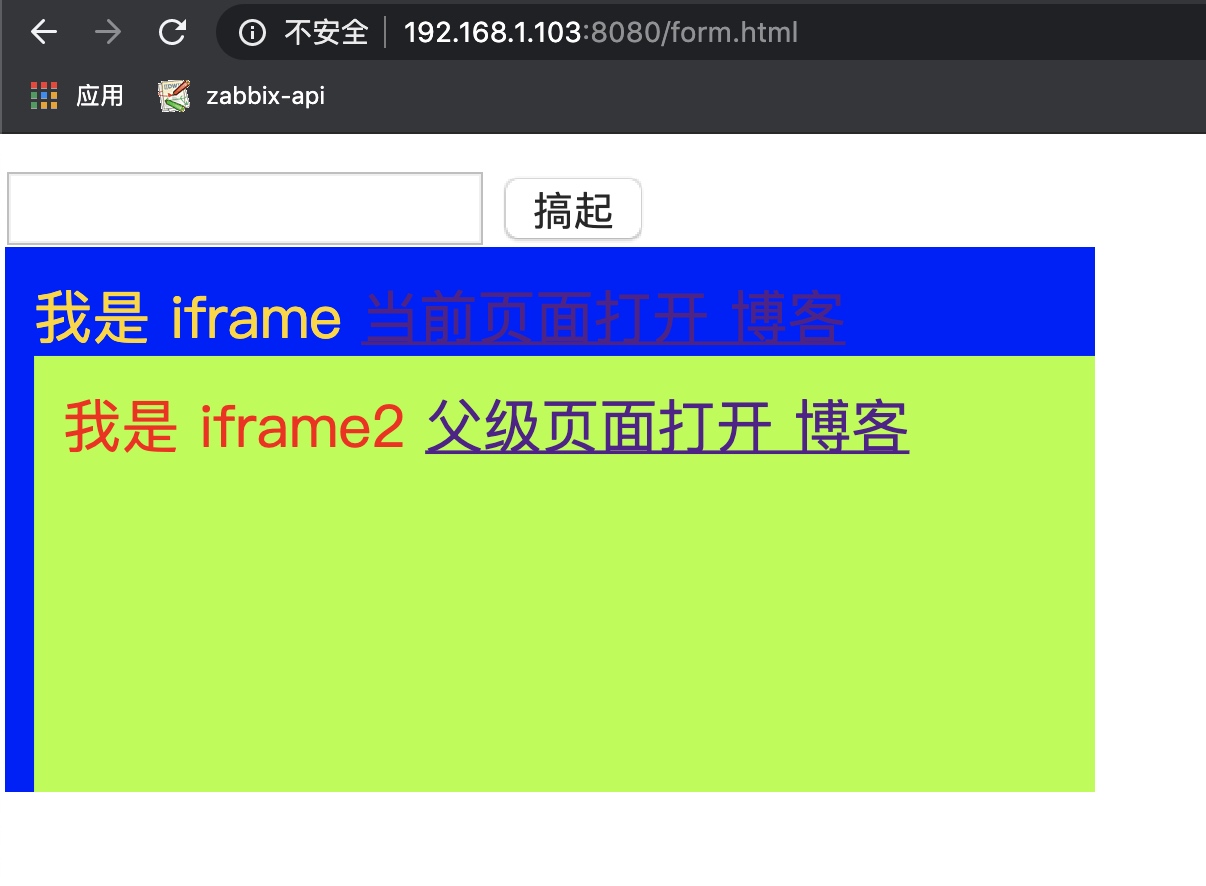 不安全 192.168.1.103:8080/form.html
应用 zabbix-api
搞起
我是 iframe 当前页面打开 博客
我是 iframe2 父级页面打开 博客